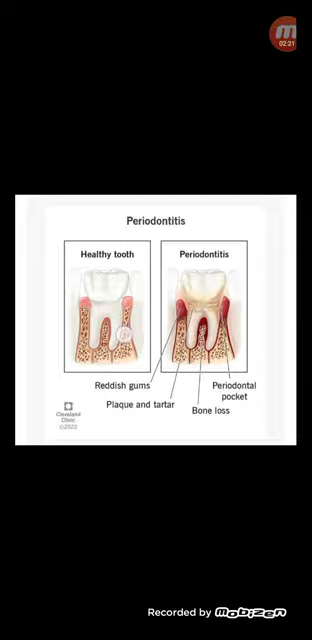 02:21
Periodontitis
Healthy tooth
Periodontitis
Reddish gums
Plaque and tartar
Bone loss
Periodontal
pocket
Cleveland
Clinic
©2022
Recorded by mobizen